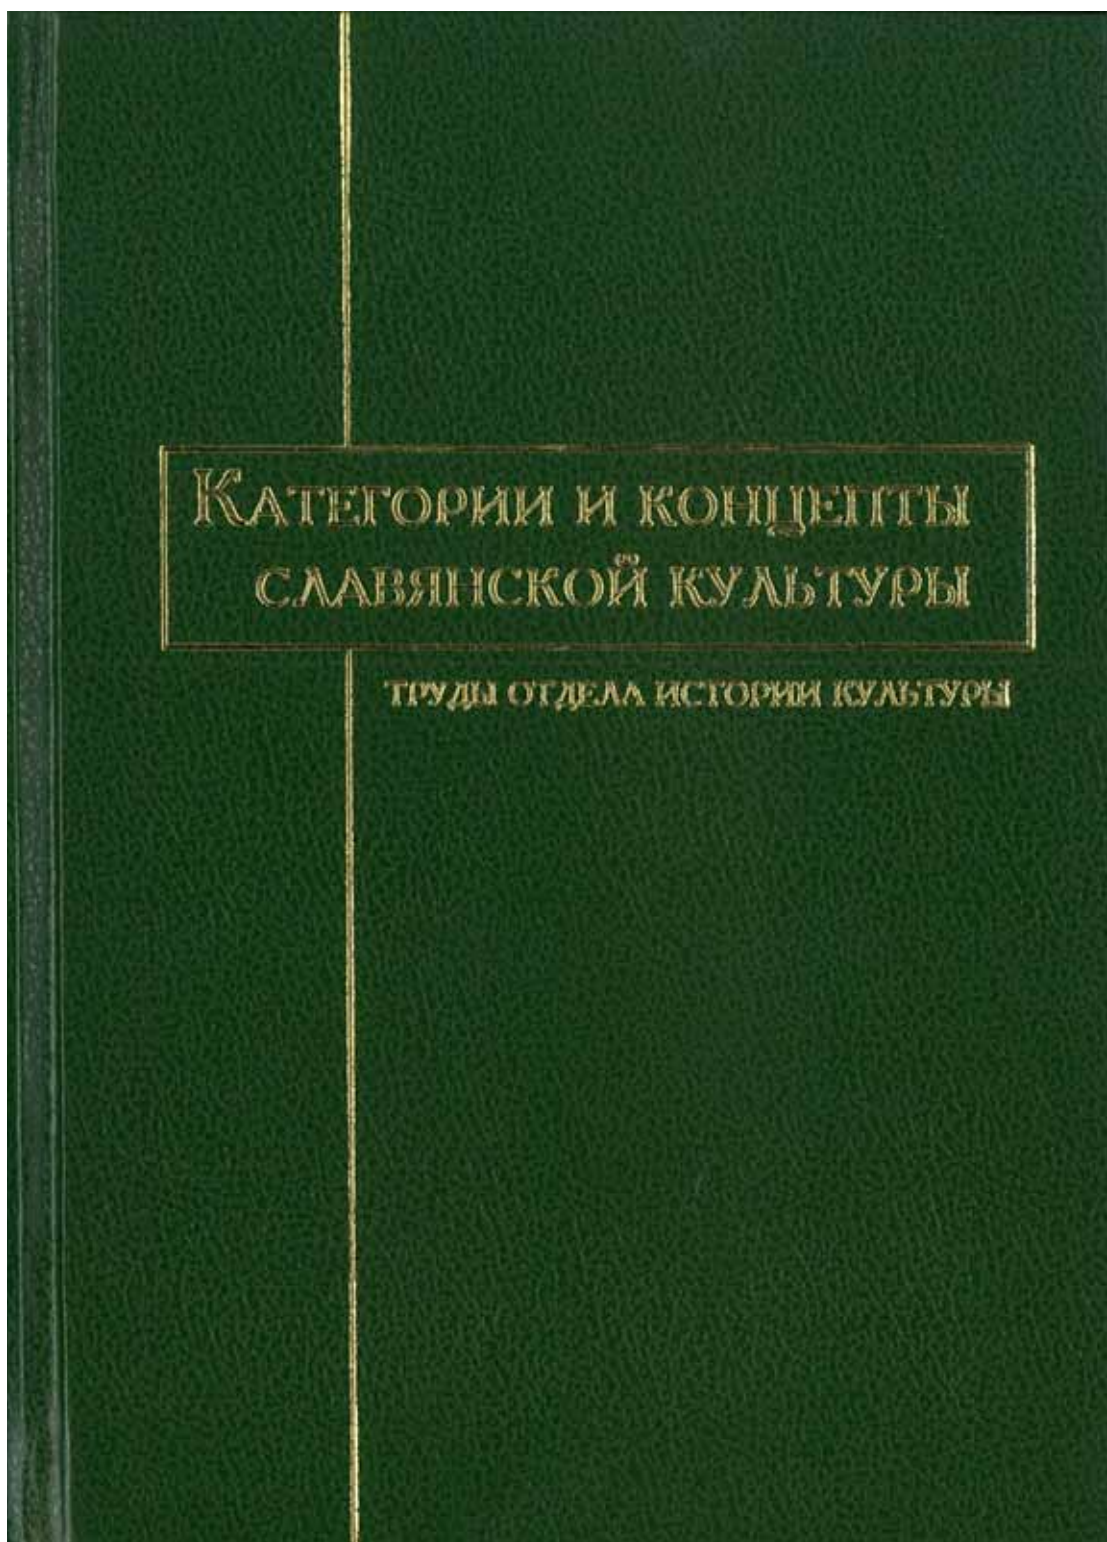 Категории и концепты
славянской культуры
труды отдела истории культуры